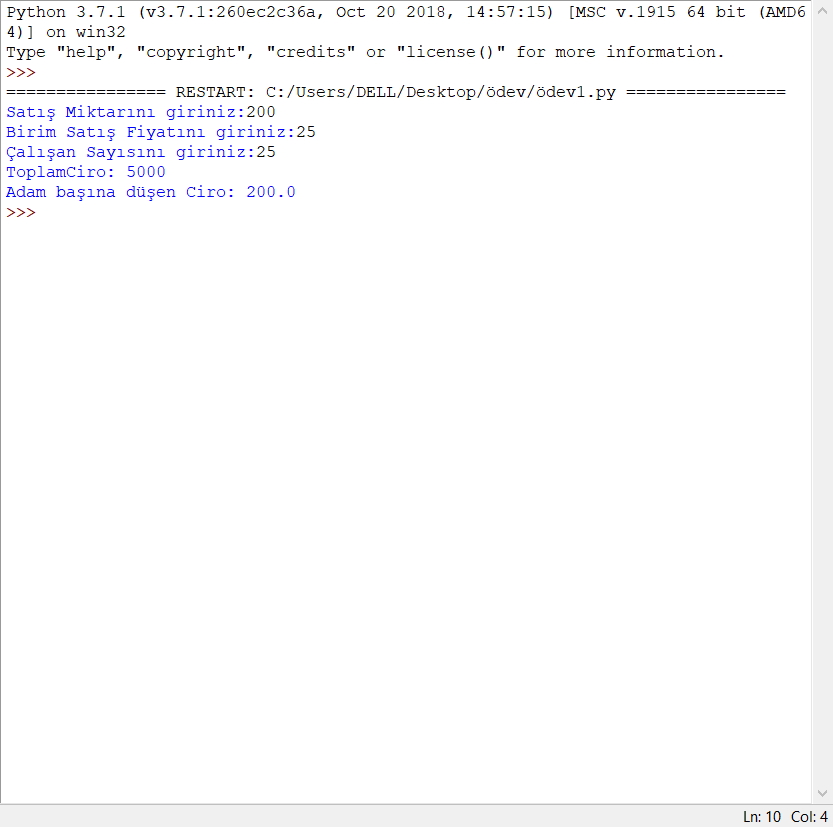 Python 3.7.1 (v3.7.1:260ec2c36a, Oct 20 2018, 14:57:15) [MSC v.1915 64 bit (AMD6
4)] on win32
Type "help", "copyright", "credits" or "license()" for more information.
>>>
================ RESTART: C:/Users/DELL/Desktop/ödev/ödev1.py ================
Satış Miktarını giriniz:200
Birim Satış Fiyatını giriniz:25
Çalışan Sayısını giriniz:25
ToplamCiro: 5000
Adam başına düşen Ciro: 200.0
>>>
Ln: 10 Col: 4